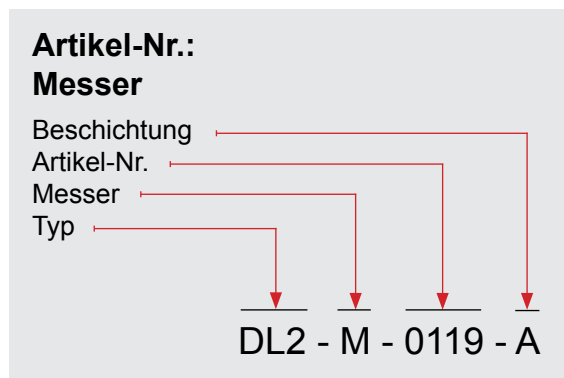 Artikel-Nr.:
Messer
Beschichtung
Artikel-Nr.
Messer
Typ
DL2 - M - 0119 - A